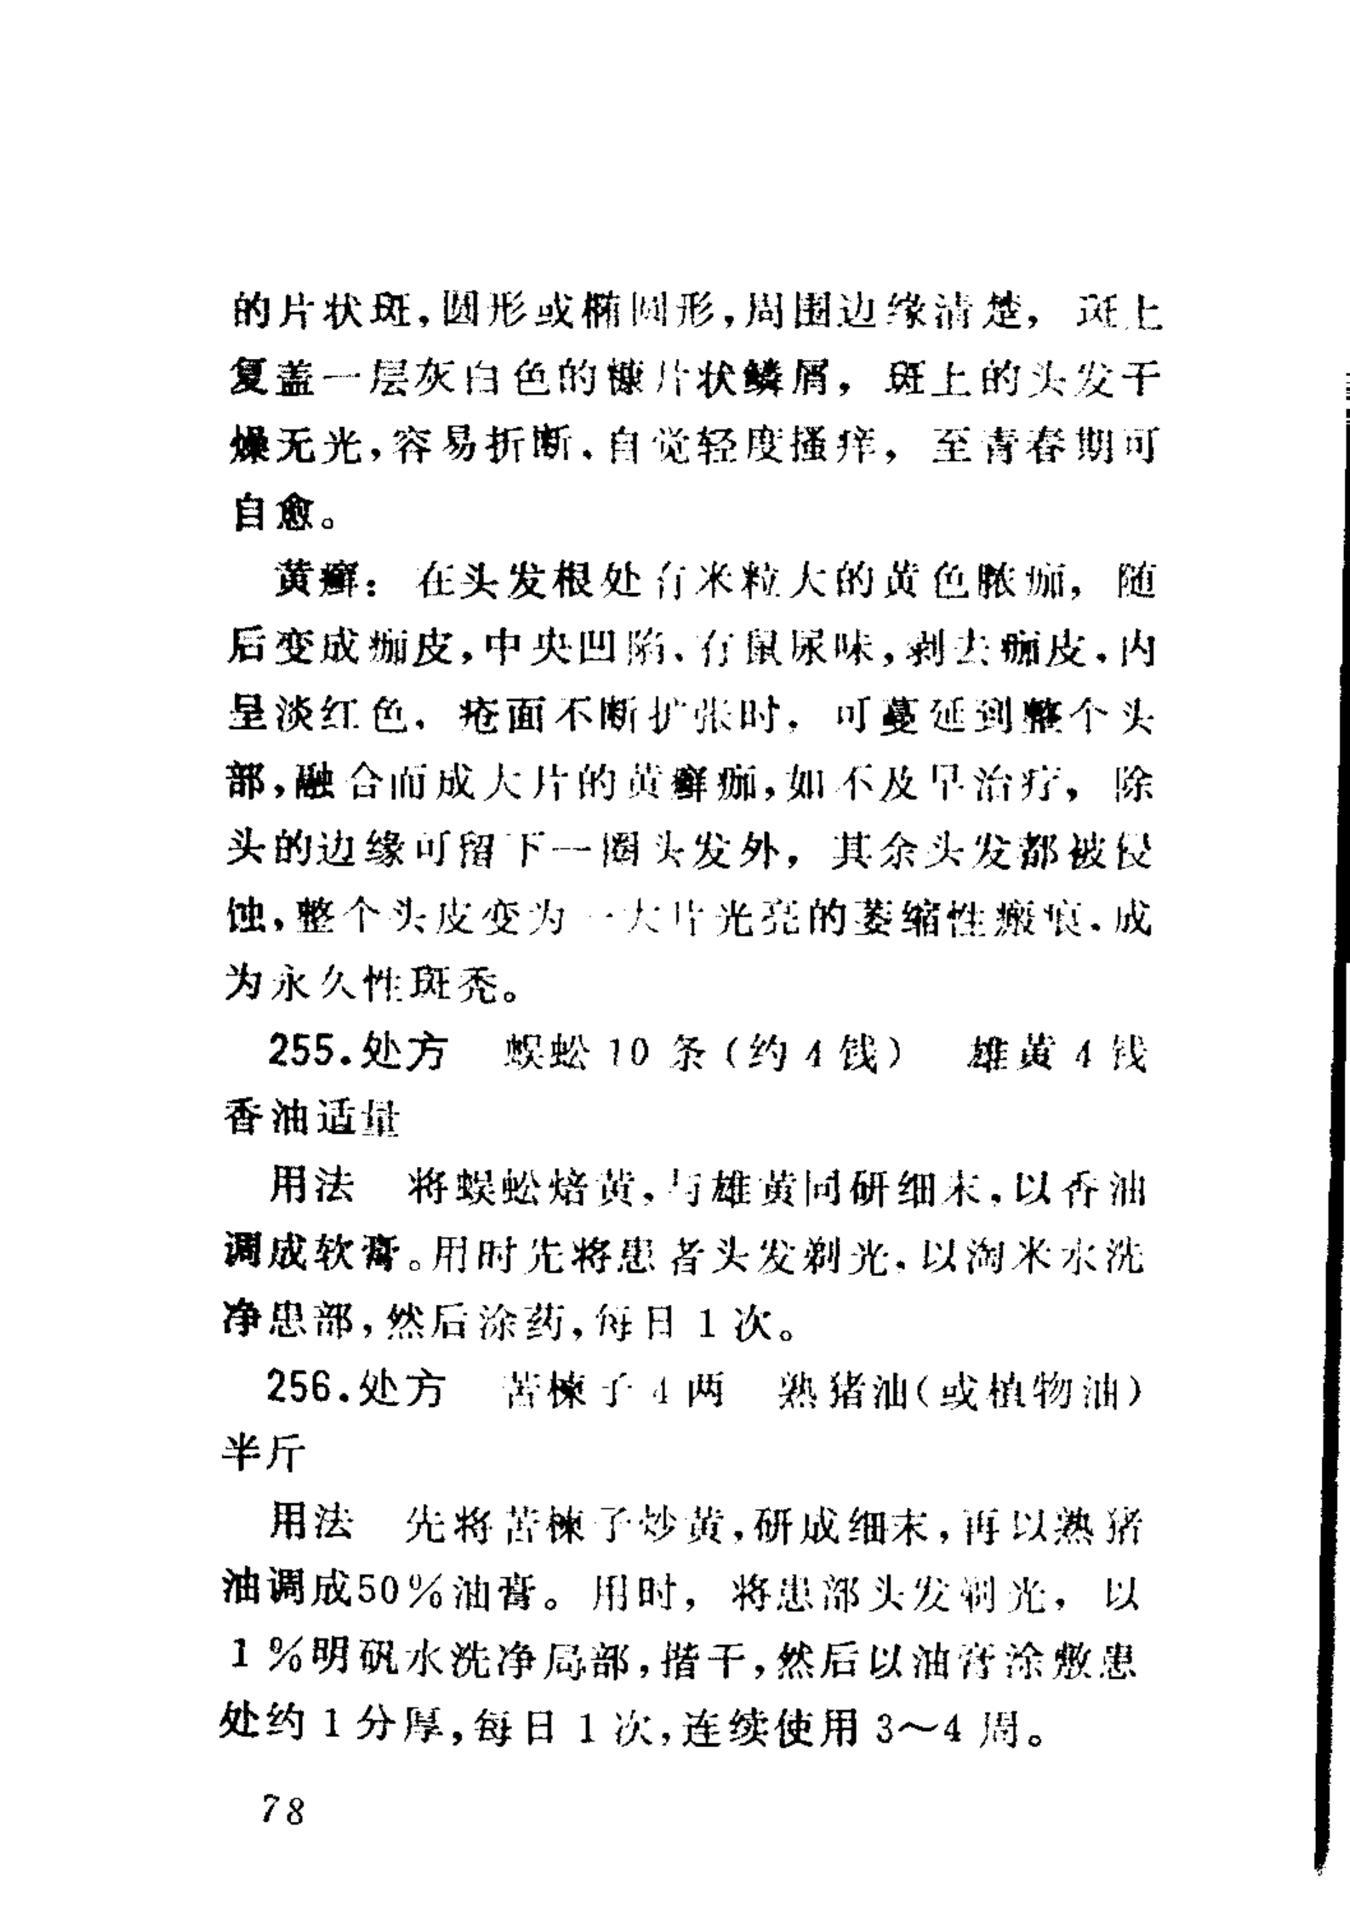 的片状斑，圆形或椭圆形，周围边缘清楚，斑上
复盖一层灰白色的糠片状鳞屑，斑上的头发干
燥无光，容易折断、自觉轻度搔痒，至青春期可
自愈。
黄癣：在头发根处有米粒大的黄色脓痂，随
后变成痂皮，中央凹陷、有鼠尿味，剥去痂皮，内
呈淡红色，疮面不断扩张时，可蔓延到整个头
部，融合而成大片的黄癣痂，如不及早治疗，除
头的边缘可留下一圈头发外，其余头发都被侵
蚀，整个头皮变为一大片光亮的萎缩性瘢痕，成
为永久性斑秃。
255.处方　蜈蚣10条（约4钱）　雄黄4钱
香油适量
用法　将蜈蚣焙黄，与雄黄同研细末，以香油
调成软膏。用时先将患者头发剃光，以淘米水洗
净患部，然后涂药，每日1次。
256.处方　苦楝子4两　熟猪油（或植物油）
半斤
用法　先将苦楝子炒黄，研成细末，再以熟猪
油调成50％油膏。用时，将患部头发剃光，以
1％明矾水洗净局部，揩干，然后以油膏涂敷患
处约1分厚，每日1次，连续使用3～4周。
78